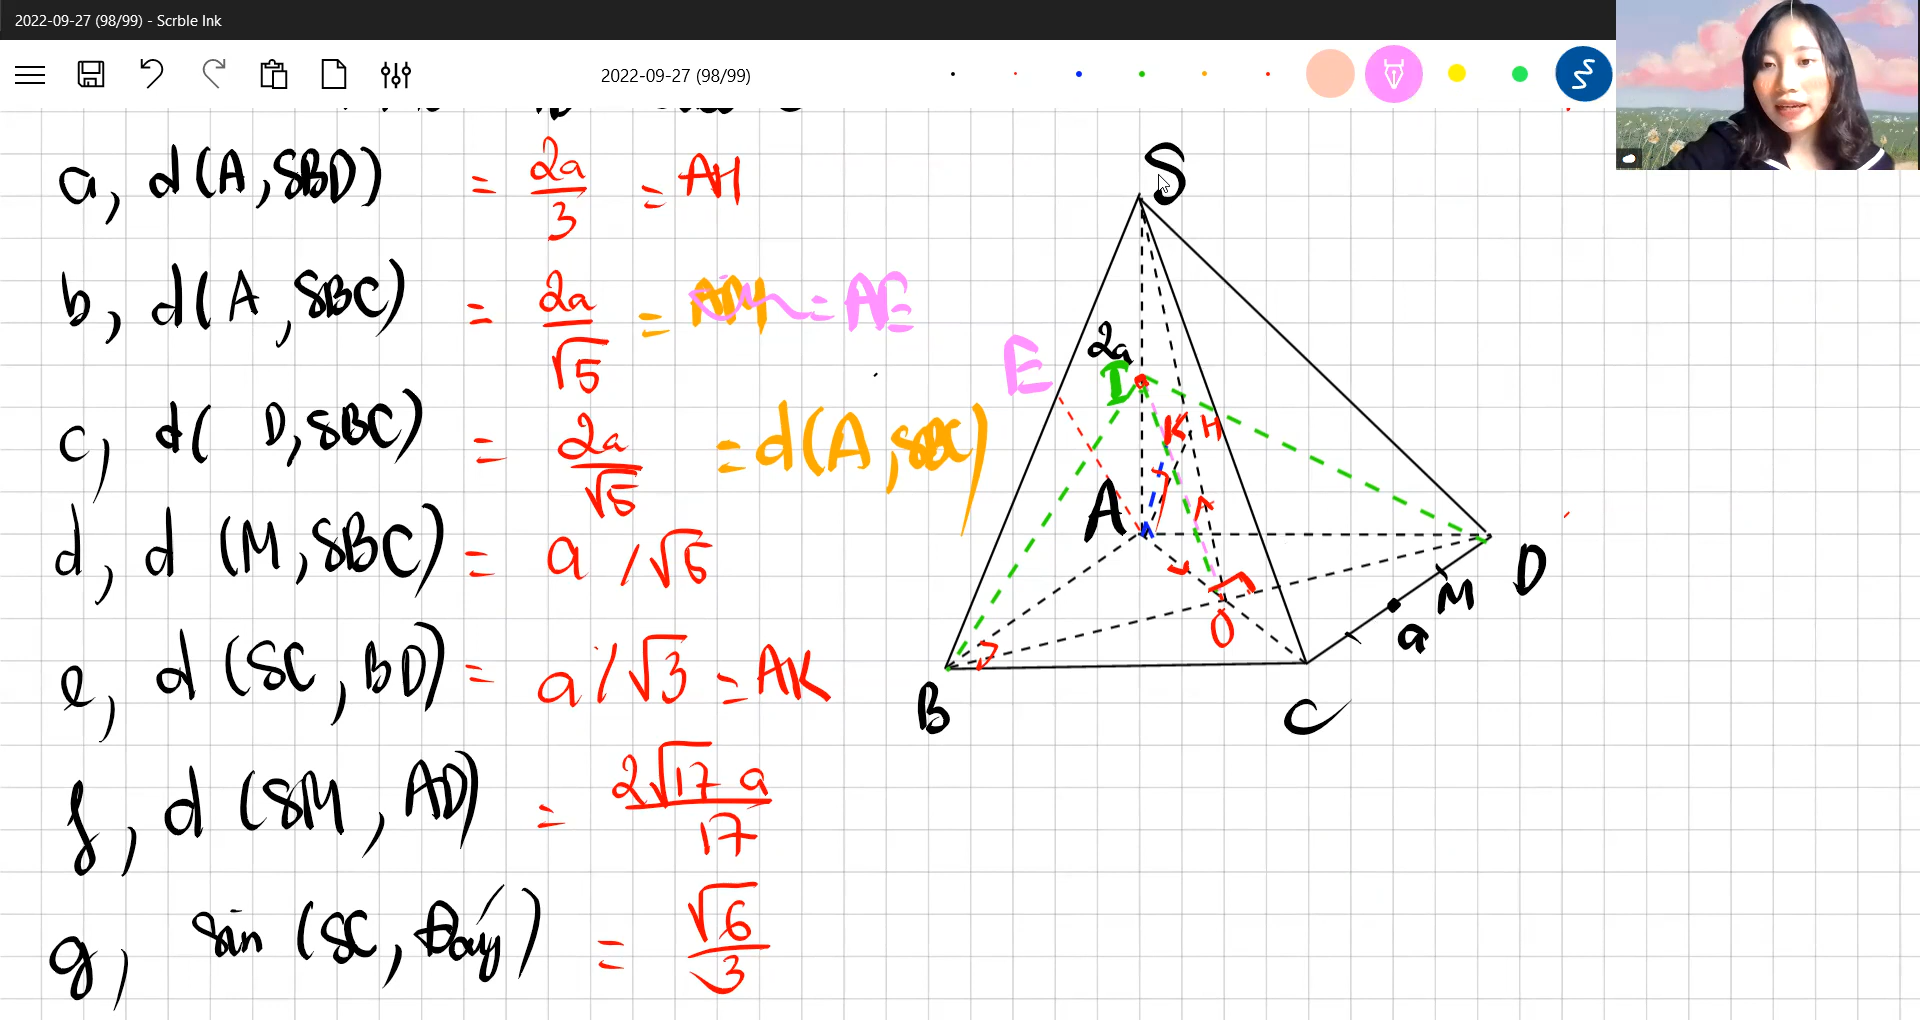 2022-09-27 (98/99) - Scrble Ink
2022-09-27 (98/99)
a, d(A,SBD) = 2a/3 = AH
b, d(A,SBC) = 2a/√5 = = AE
c, d( D,SBC) = 2a/√5 = d(A,SBC)
d, d (M,SBC) = a/√5
e, d (SC,BD) = a/√3 = AK
f, d (SM, AD) = 2√17 a/17
g, sin (SC, Đáy) = √6/3
S
E
2a
I
K H
A
D
M
a
O
B
C